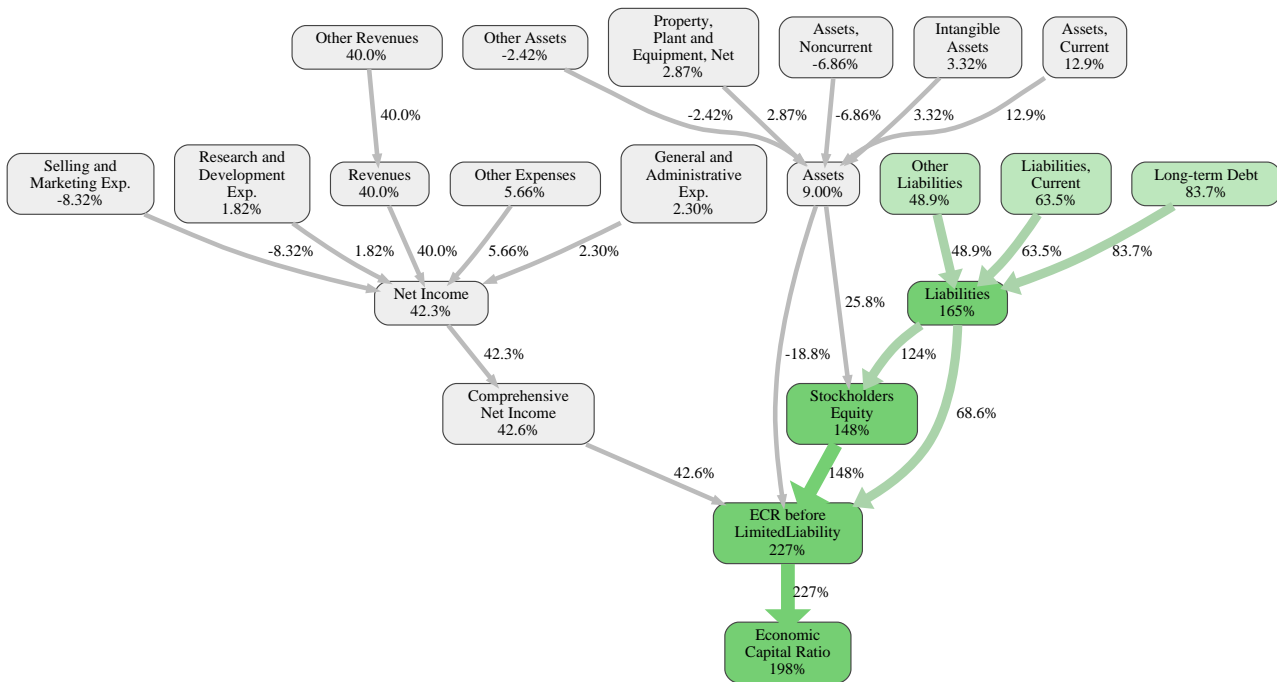 Other Revenues
40.0%
Other Assets
-2.42%
Property,
Plant and
Equipment, Net
2.87%
Assets,
Noncurrent
-6.86%
Intangible
Assets
3.32%
Assets,
Current
12.9%
40.0%
-2.42%
2.87%
-6.86%
3.32%
12.9%
Selling and
Marketing Exp.
-8.32%
Research and
Development
Exp.
1.82%
Revenues
40.0%
Other Expenses
5.66%
General and
Administrative
Exp.
2.30%
Assets
9.00%
Other
Liabilities
48.9%
Liabilities,
Current
63.5%
Long-term Debt
83.7%
-8.32%
1.82%
40.0%
5.66%
2.30%
48.9%
63.5%
83.7%
Net Income
42.3%
25.8%
Liabilities
165%
42.3%
-18.8%
124%
Comprehensive
Net Income
42.6%
Stockholders
Equity
148%
68.6%
42.6%
148%
ECR before
LimitedLiability
227%
227%
Economic
Capital Ratio
198%